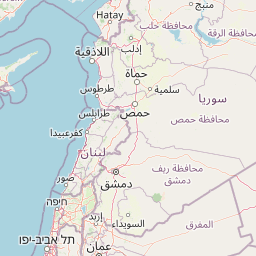 منبج
Hatay
محافظة حلب
محافظة الرقة
إدلب
اللاذقية
حماة
سلمية
طرطوس
سوريا
حمص
طرابلس
محافظة حمص
كفرعبيدا
لبنان
محافظة ريف
دمشق
دمشق
صور
חיפה
إربد
السويداء
المفرق
תל אביב-יפו
عمان